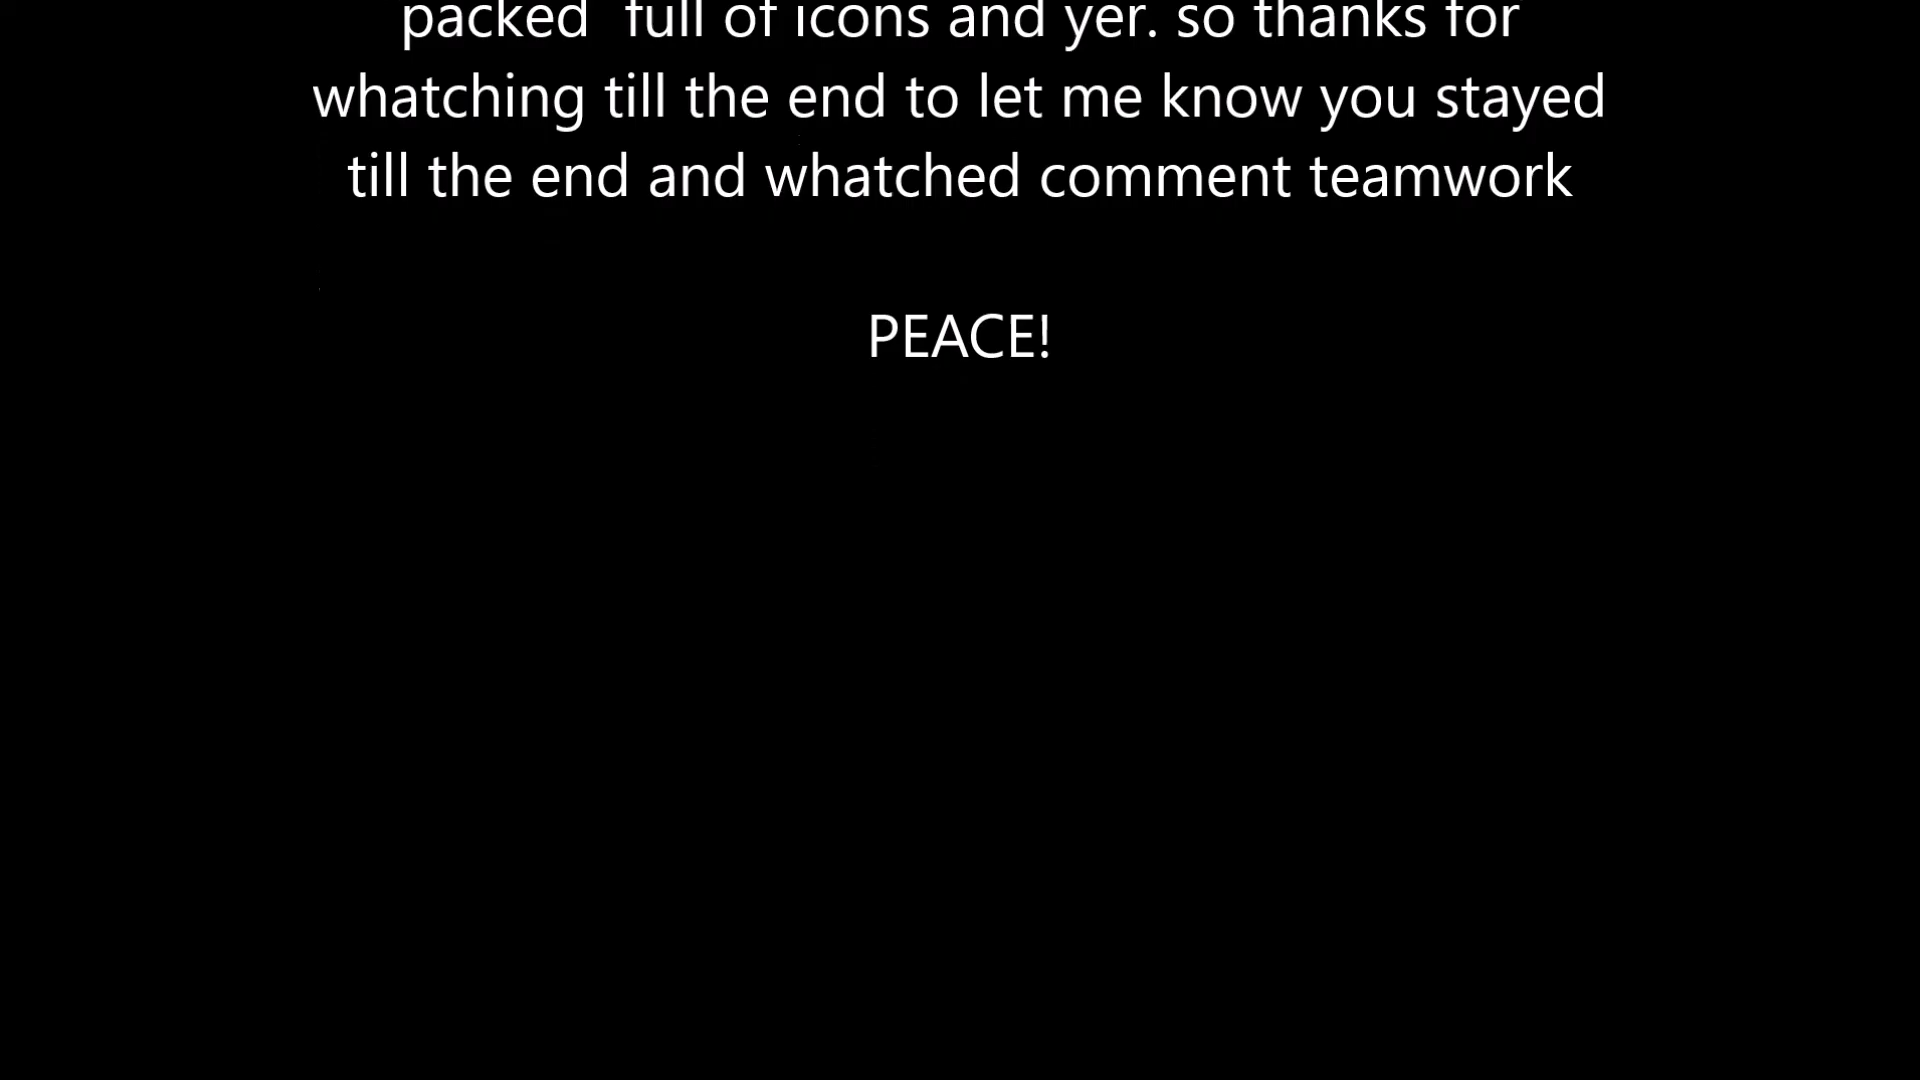 packed  full of icons and yer. so thanks for
whatching till the end to let me know you stayed
till the end and whatched comment teamwork
PEACE!